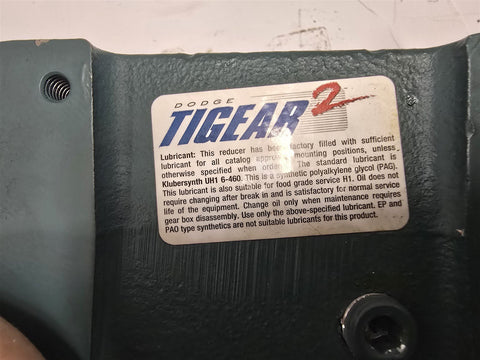 DODGE
TIGEAR 2
Lubricant: This reducer has been factory filled with sufficient
lubricant for all catalog approved mounting positions, unless
otherwise specified when ordered. The standard lubricant is
Klubersynth UH1 6-460. This is a synthetic polyalkylene glycol (PAG).
This lubricant is also suitable for food grade service H1. Oil does not
require changing after break in and is satisfactory for normal service
life of the equipment. Change oil only when maintenance requires
gear box disassembly. Use only the above-specified lubricant. EP and
PAO type synthetics are not suitable lubricants for this product.